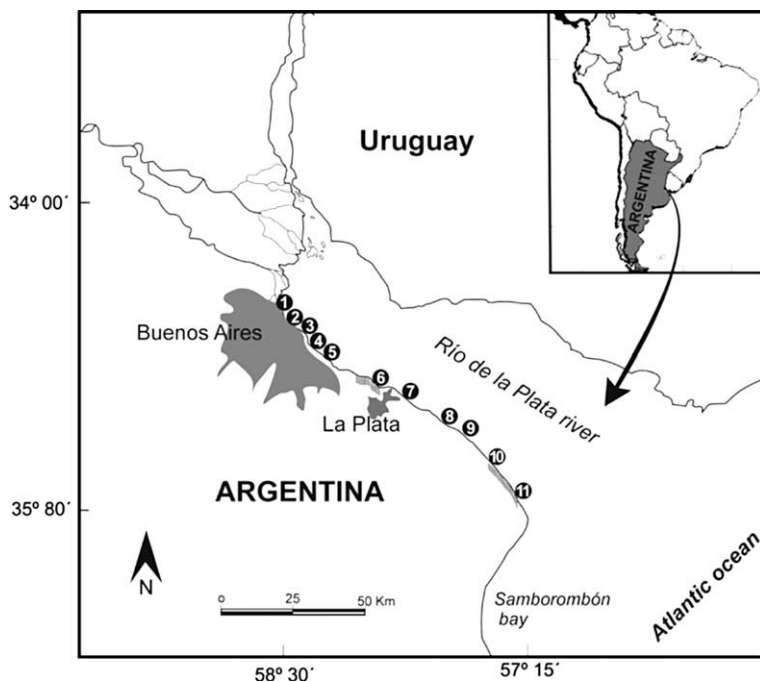 Uruguay
ARGENTINA
34º 00´
1
2
3
4
5
Buenos Aires
6
7
La Plata
8
9
10
11
Río de la Plata river
ARGENTINA
35º 80´
N
0 25 50 Km
Samborombón
bay
Atlantic ocean
58º 30´
57º 15´